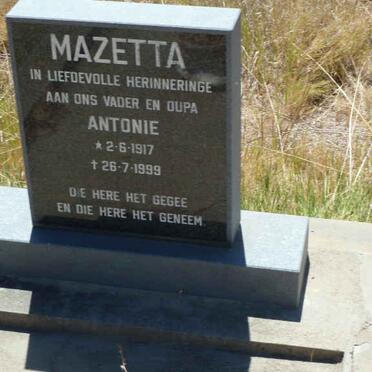 MAZETTA
IN LIEFDEVOLLE HERINNERINGE
AAN ONS VADER EN OUPA
ANTONIE
* 2-6-1917
† 26-7-1999
DIE HERE HET GEGEE
EN DIE HERE HET GENEEM.